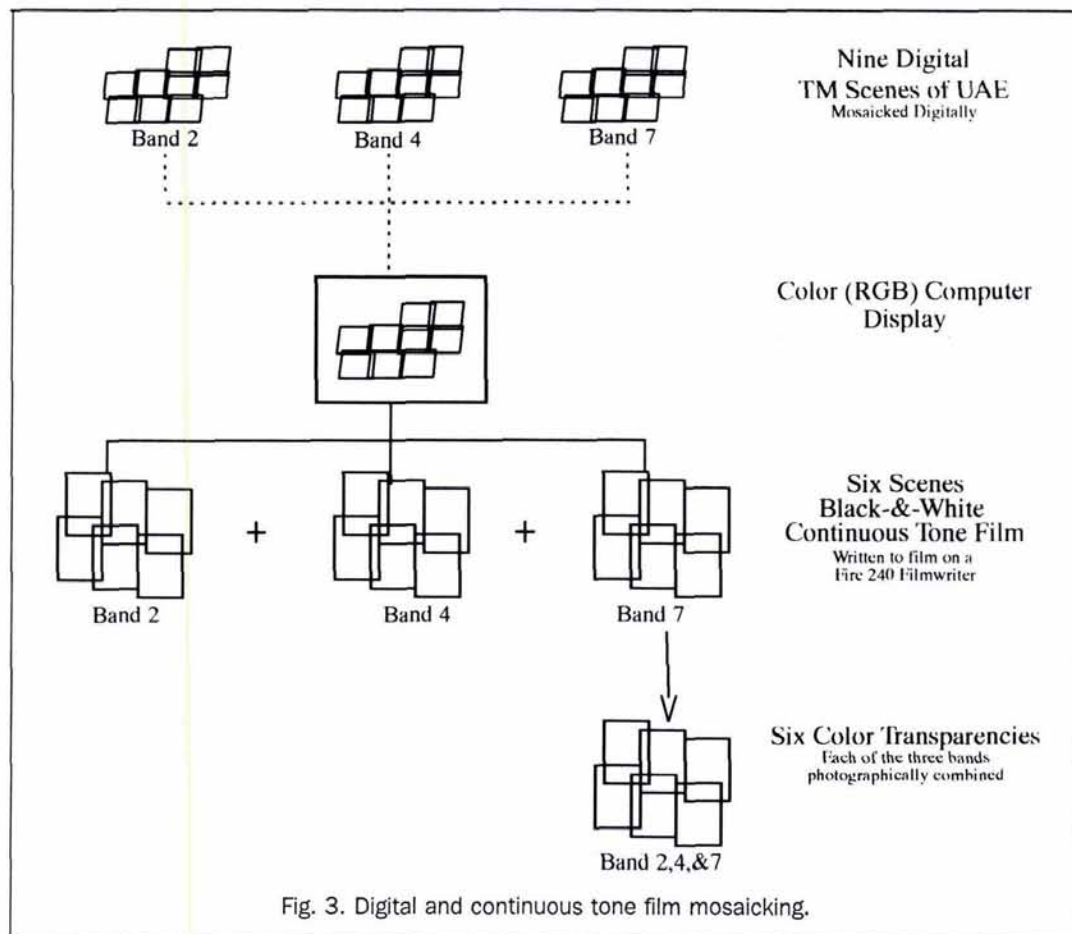 Nine Digital
TM Scenes of UAE
Mosaicked Digitally
Band 2
Band 4
Band 7
Color (RGB) Computer
Display
Six Scenes
Black-&-White
Continuous Tone Film
Written to film on a
Fire 240 Filmwriter
+
+
Band 2
Band 4
Band 7
Six Color Transparencies
Each of the three bands
photographically combined
Band 2,4,&7
Fig. 3. Digital and continuous tone film mosaicking.